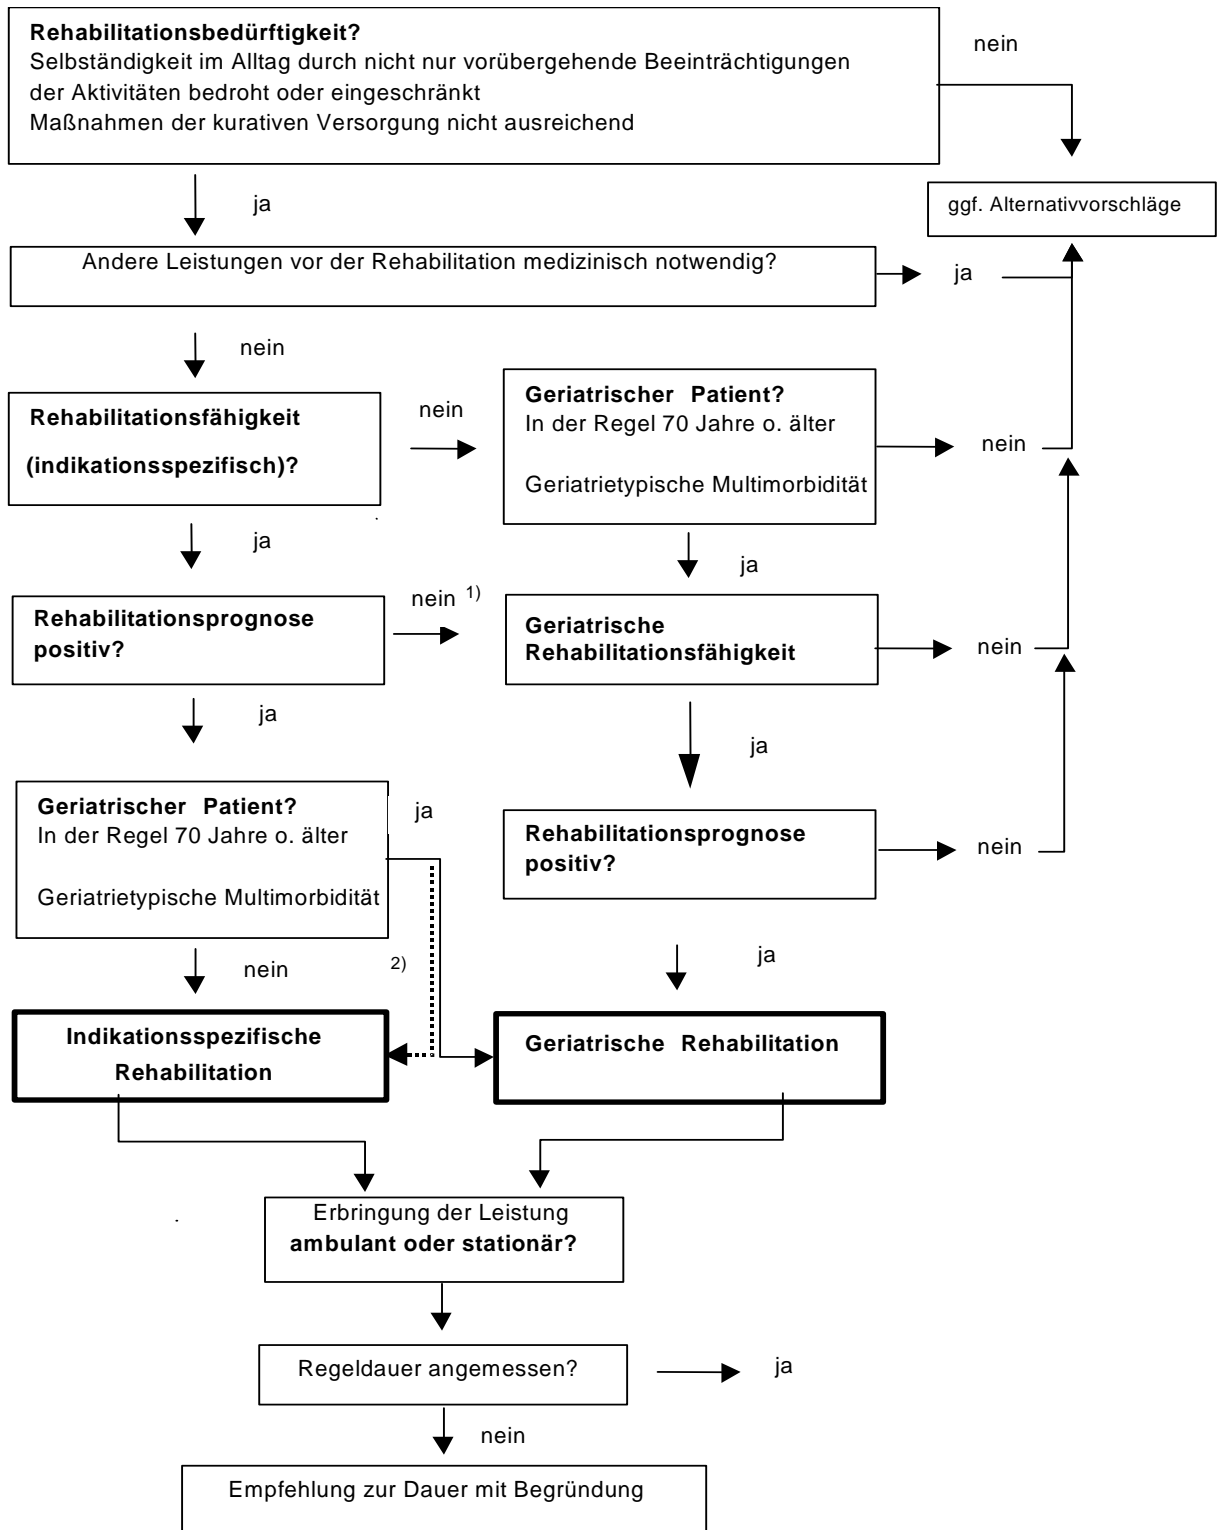 Rehabilitationsbedürftigkeit?
Selbständigkeit im Alltag durch nicht nur vorübergehende Beeinträchtigungen
der Aktivitäten bedroht oder eingeschränkt
Maßnahmen der kurativen Versorgung nicht ausreichend
nein
ja
ggf. Alternativvorschläge
Andere Leistungen vor der Rehabilitation medizinisch notwendig?
ja
nein
Rehabilitationsfähigkeit
(indikationsspezifisch)?
nein
Geriatrischer Patient?
In der Regel 70 Jahre o. älter
Geriatrietypische Multimorbidität
nein
ja
ja
Rehabilitationsprognose
positiv?
nein 1)
Geriatrische
Rehabilitationsfähigkeit
nein
ja
ja
Geriatrischer Patient?
In der Regel 70 Jahre o. älter
Geriatrietypische Multimorbidität
ja
Rehabilitationsprognose
positiv?
nein
nein
2)
ja
Indikationsspezifische
Rehabilitation
Geriatrische Rehabilitation
Erbringung der Leistung
ambulant oder stationär?
Regeldauer angemessen?
ja
nein
Empfehlung zur Dauer mit Begründung